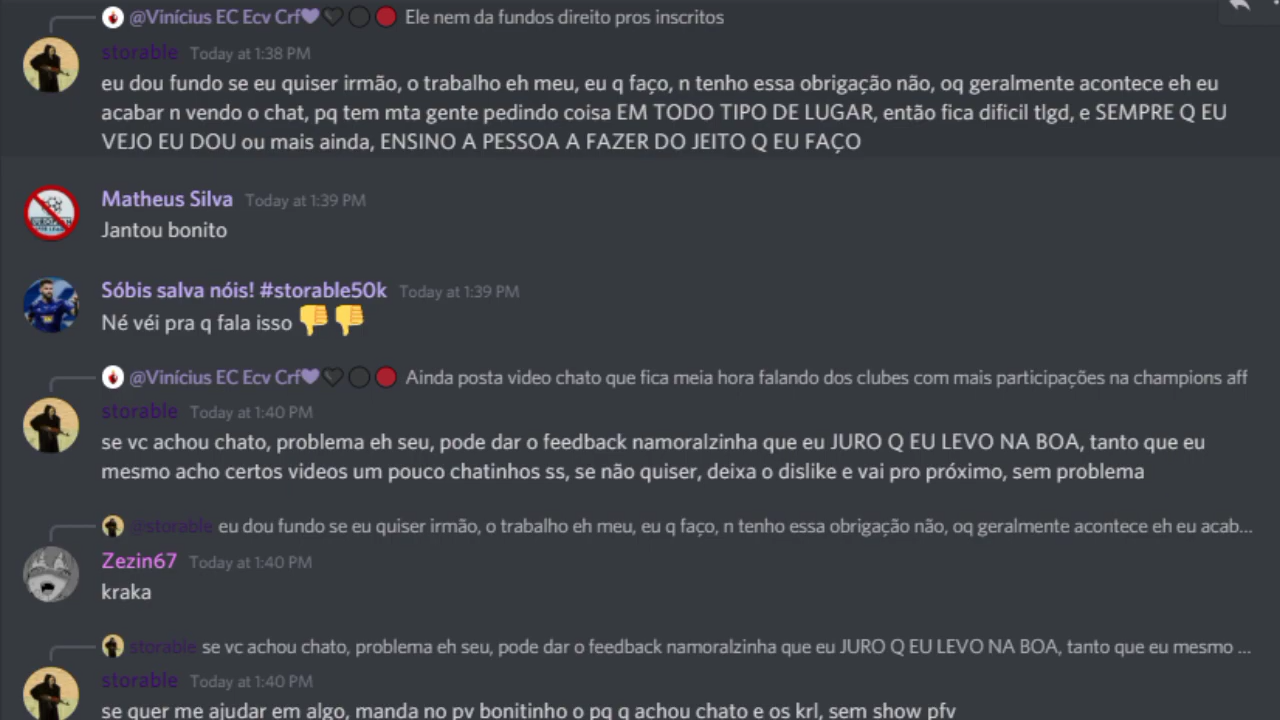 @Vinícius EC Ecv Crf💜🖤⚫🔴 Ele nem da fundos direito pros inscritos
storable Today at 1:38 PM
eu dou fundo se eu quiser irmão, o trabalho eh meu, eu q faço, n tenho essa obrigação não, oq geralmente acontece eh eu
acabar n vendo o chat, pq tem mta gente pedindo coisa EM TODO TIPO DE LUGAR, então fica dificil tlgd, e SEMPRE Q EU
VEJO EU DOU ou mais ainda, ENSINO A PESSOA A FAZER DO JEITO Q EU FAÇO
Matheus Silva Today at 1:39 PM
Jantou bonito
Sóbis salva nóis! #storable50k Today at 1:39 PM
Né véi pra q fala isso 👎👎
@Vinícius EC Ecv Crf💜🖤⚫🔴 Ainda posta video chato que fica meia hora falando dos clubes com mais participações na champions aff
storable Today at 1:40 PM
se vc achou chato, problema eh seu, pode dar o feedback namoralzinha que eu JURO Q EU LEVO NA BOA, tanto que eu
mesmo acho certos videos um pouco chatinhos ss, se não quiser, deixa o dislike e vai pro próximo, sem problema
@storable eu dou fundo se eu quiser irmão, o trabalho eh meu, eu q faço, n tenho essa obrigação não, oq geralmente acontece eh eu acab...
Zezin67 Today at 1:40 PM
kraka
storable se vc achou chato, problema eh seu, pode dar o feedback namoralzinha que eu JURO Q EU LEVO NA BOA, tanto que eu mesmo ...
storable Today at 1:40 PM
se quer me ajudar em algo, manda no pv bonitinho o pq q achou chato e os krl, sem show pfv